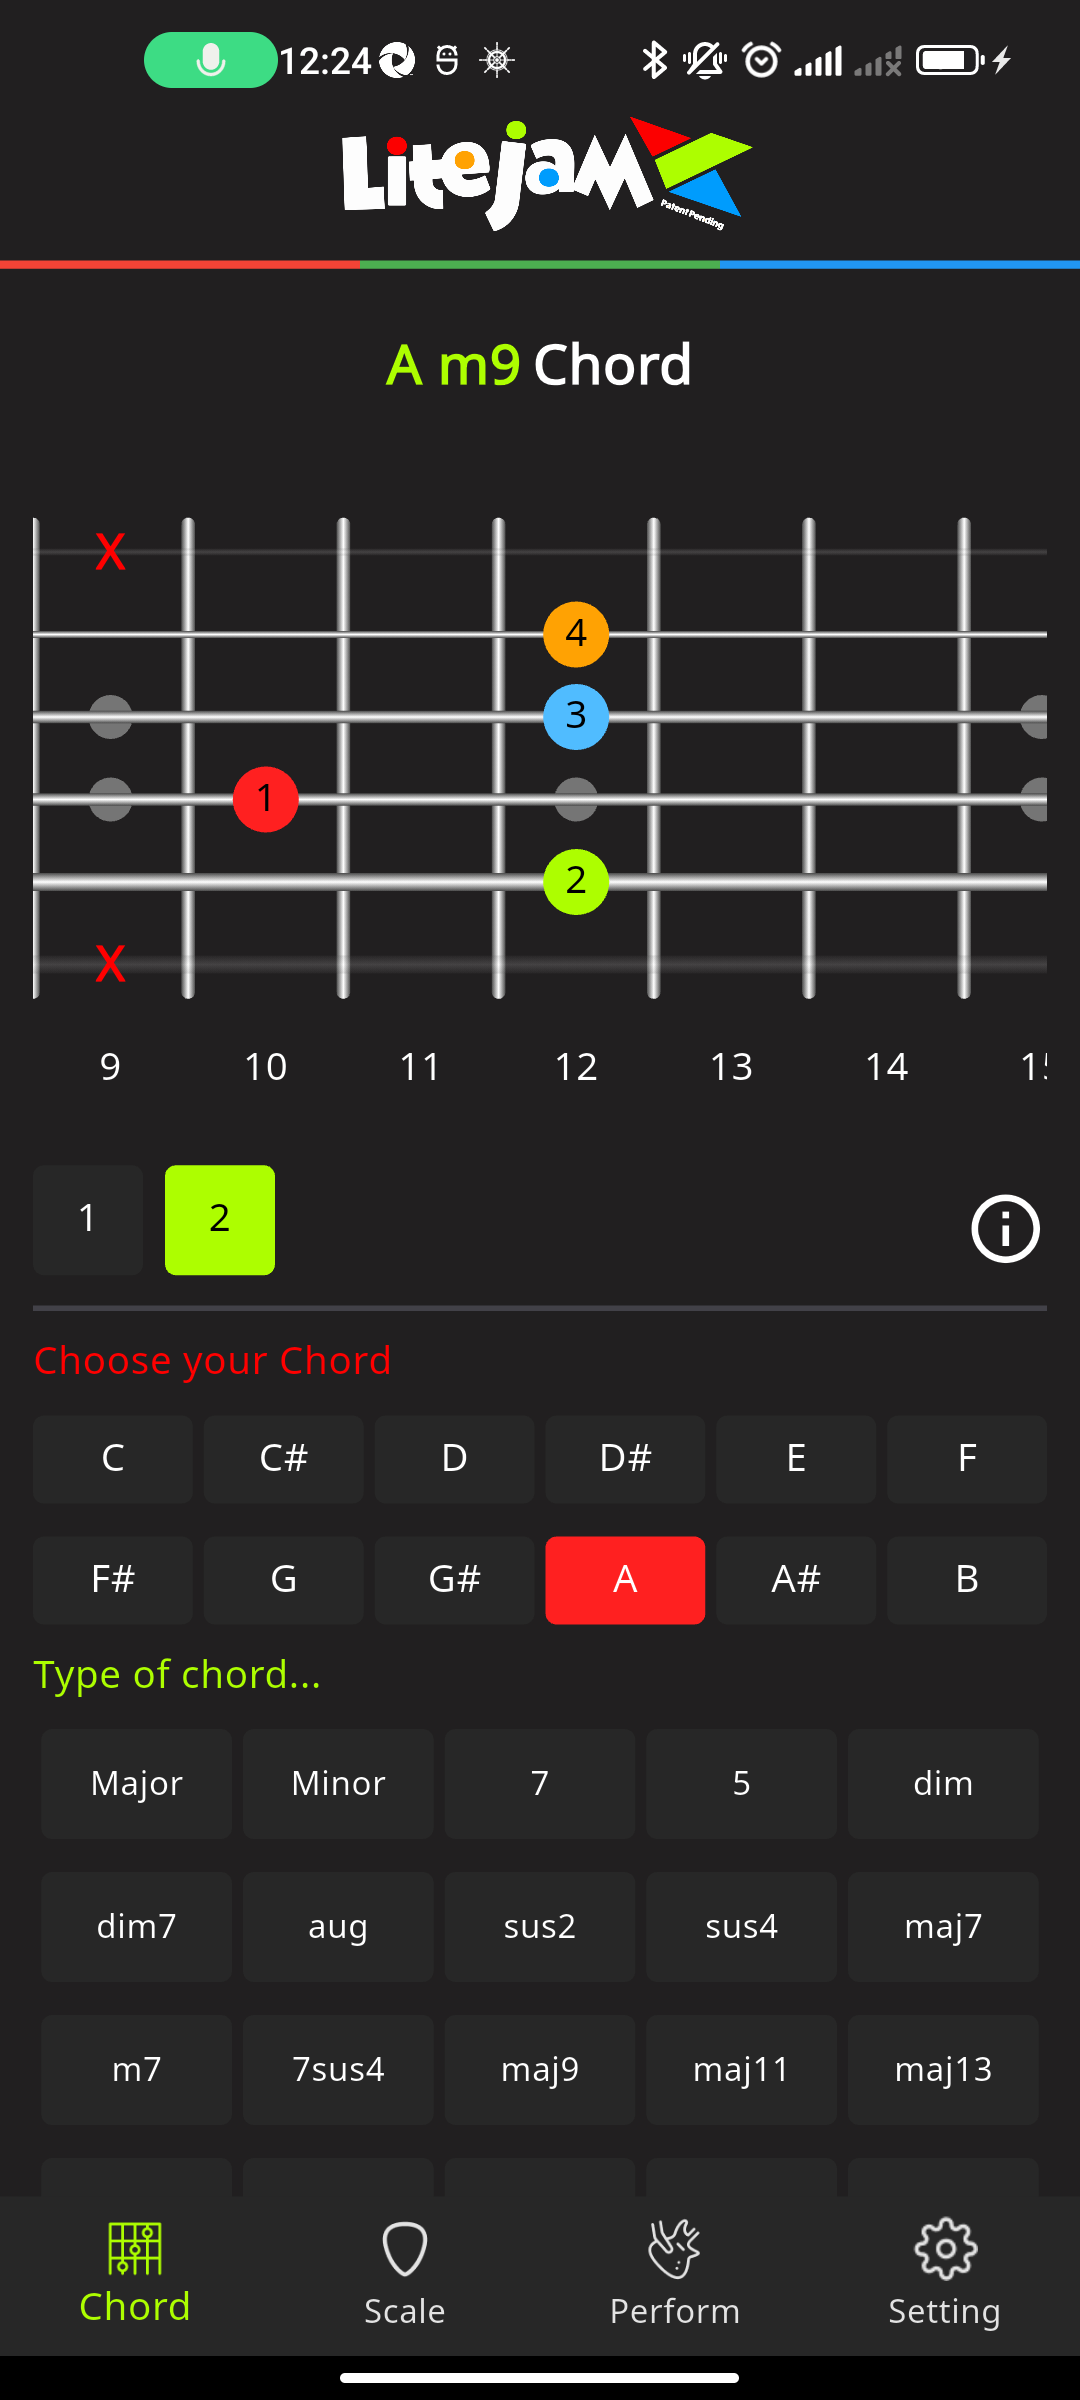 12:24
LiteJam
Patent Pending
A m9 Chord
X
4
3
1
2
X
9 10 11 12 13 14
1 2
Choose your Chord
C C# D D# E F
F# G G# A A# B
Type of chord...
Major Minor 7 5 dim
dim7 aug sus2 sus4 maj7
m7 7sus4 maj9 maj11 maj13
Chord Scale Perform Setting